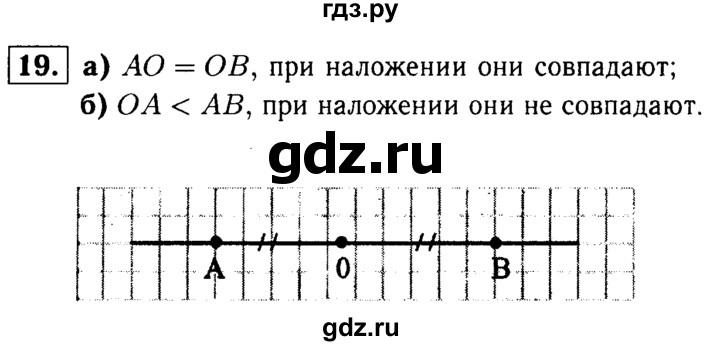 гдз.ру
19. а) AO = OB, при наложении они совпадают;
б) OA < AB, при наложении они не совпадают.
gdz.ru
A 0 B
gdz.ru